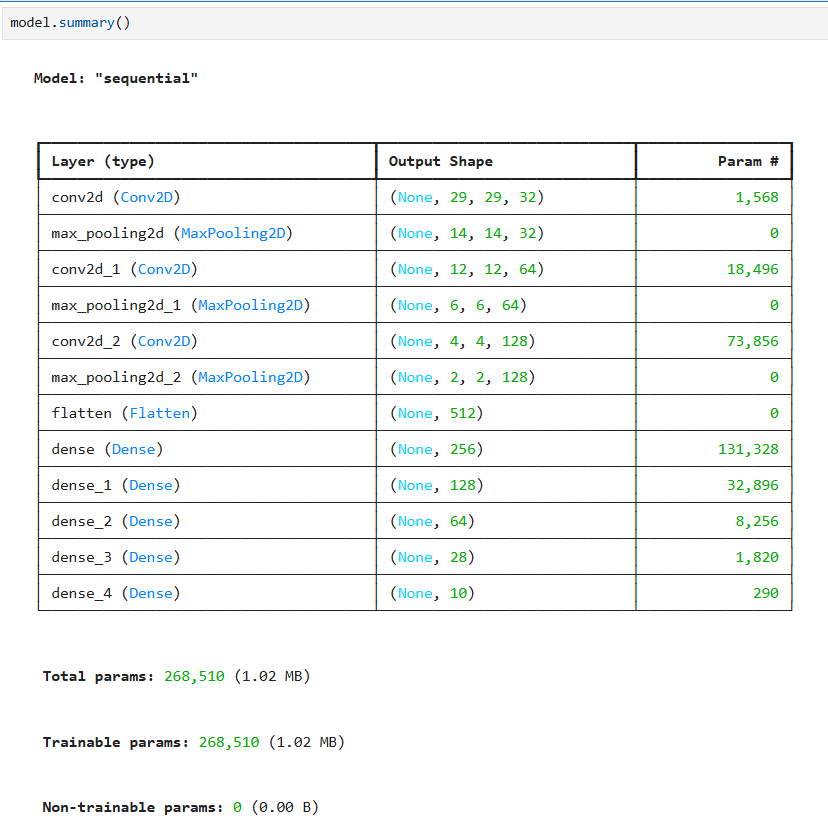 model.summary()
Model: "sequential"
Layer (type) Output Shape Param #
conv2d (Conv2D) (None, 29, 29, 32) 1,568
max_pooling2d (MaxPooling2D) (None, 14, 14, 32) 0
conv2d_1 (Conv2D) (None, 12, 12, 64) 18,496
max_pooling2d_1 (MaxPooling2D) (None, 6, 6, 64) 0
conv2d_2 (Conv2D) (None, 4, 4, 128) 73,856
max_pooling2d_2 (MaxPooling2D) (None, 2, 2, 128) 0
flatten (Flatten) (None, 512) 0
dense (Dense) (None, 256) 131,328
dense_1 (Dense) (None, 128) 32,896
dense_2 (Dense) (None, 64) 8,256
dense_3 (Dense) (None, 28) 1,820
dense_4 (Dense) (None, 10) 290
Total params: 268,510 (1.02 MB)
Trainable params: 268,510 (1.02 MB)
Non-trainable params: 0 (0.00 B)